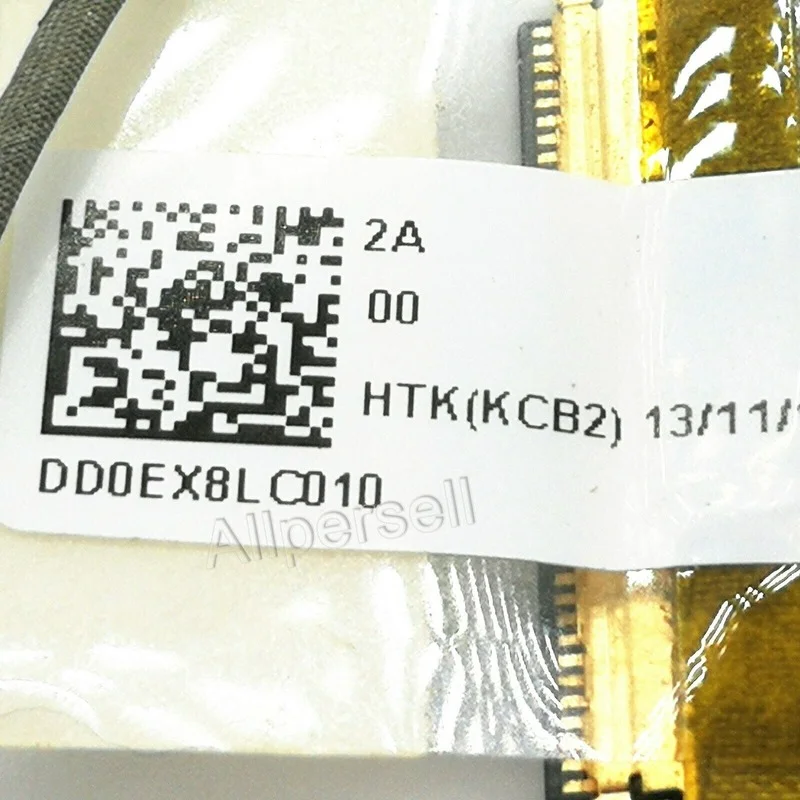 2A
00
HTK(KCB2) 13/11/
DD0EX8LC010
Allpersell